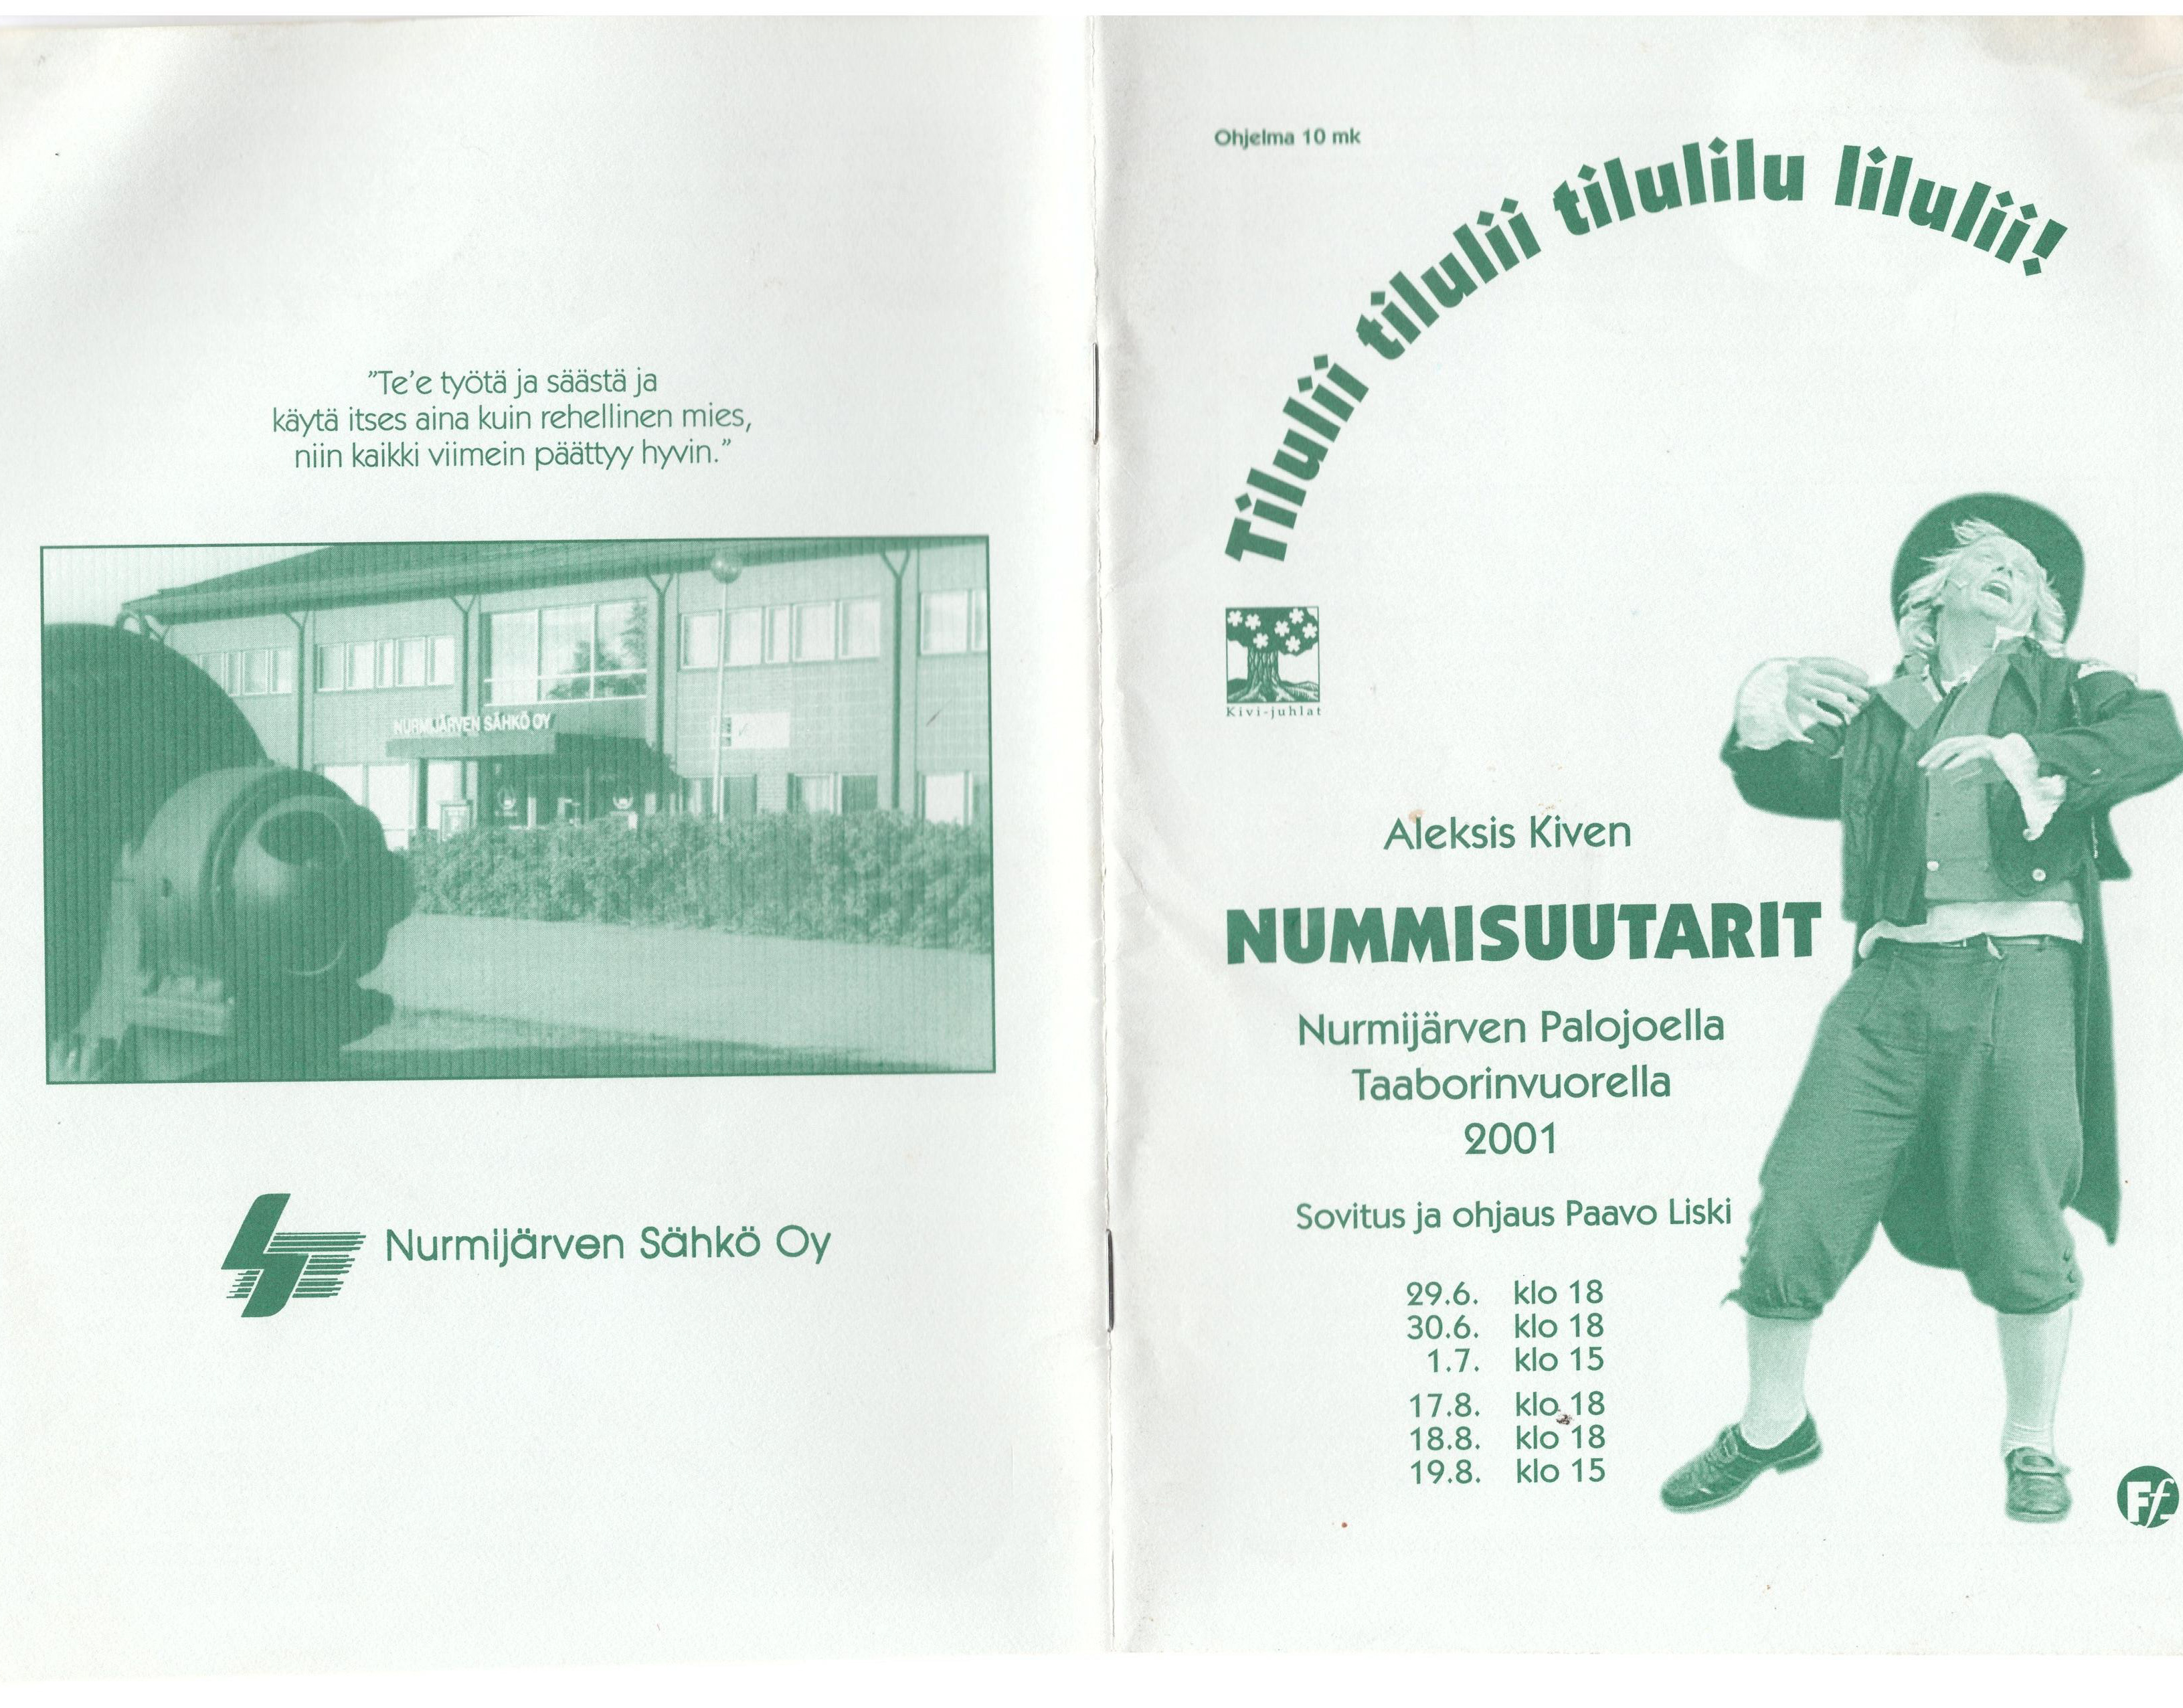 "Te'e työtä ja säästä ja
käytä itses aina kuin rehellinen mies,
niin kaikki viimein päättyy hyvin."
NURMIJÄRVEN SÄHKÖ OY
Nurmijärven Sähkö Oy
Ohjelma 10 mk
Tilulii tilulii tilulilu lilulii!
Kivi-juhlat
Aleksis Kiven
NUMMISUUTARIT
Nurmijärven Palojoella
Taaborinvuorella
2001
Sovitus ja ohjaus Paavo Liski
29.6. klo 18
30.6. klo 18
1.7. klo 15
17.8. klo 18
18.8. klo 18
19.8. klo 15
Ff